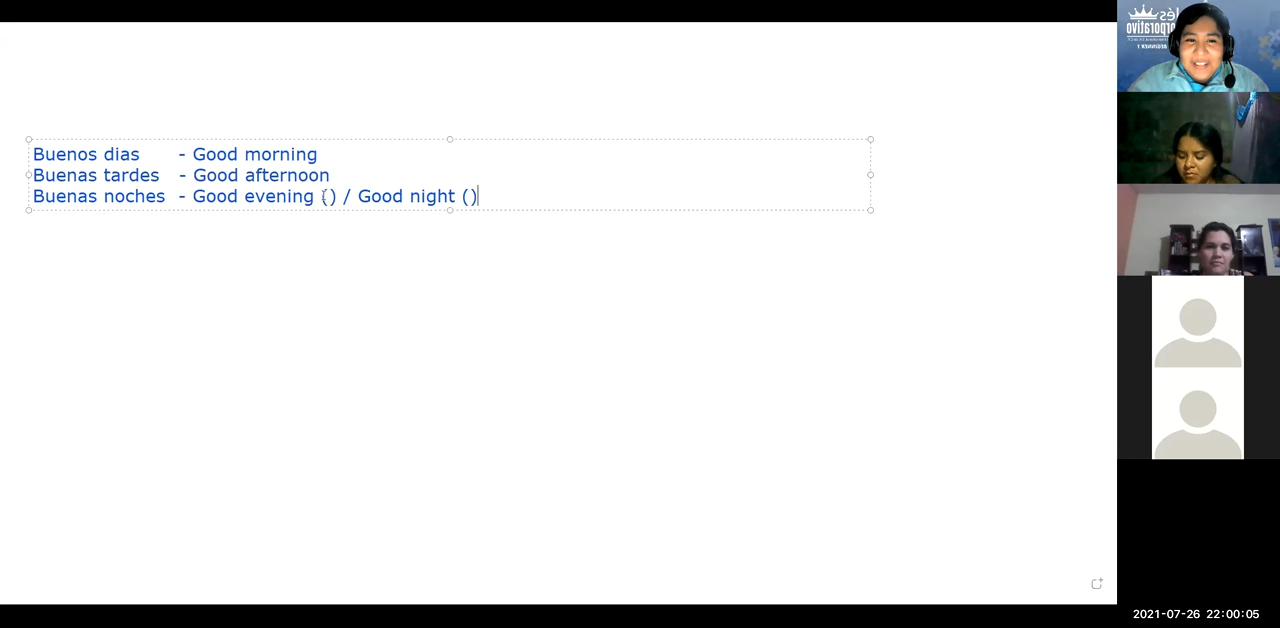 Buenos dias - Good morning
Buenas tardes - Good afternoon
Buenas noches - Good evening () / Good night ()
2021-07-26 22:00:05